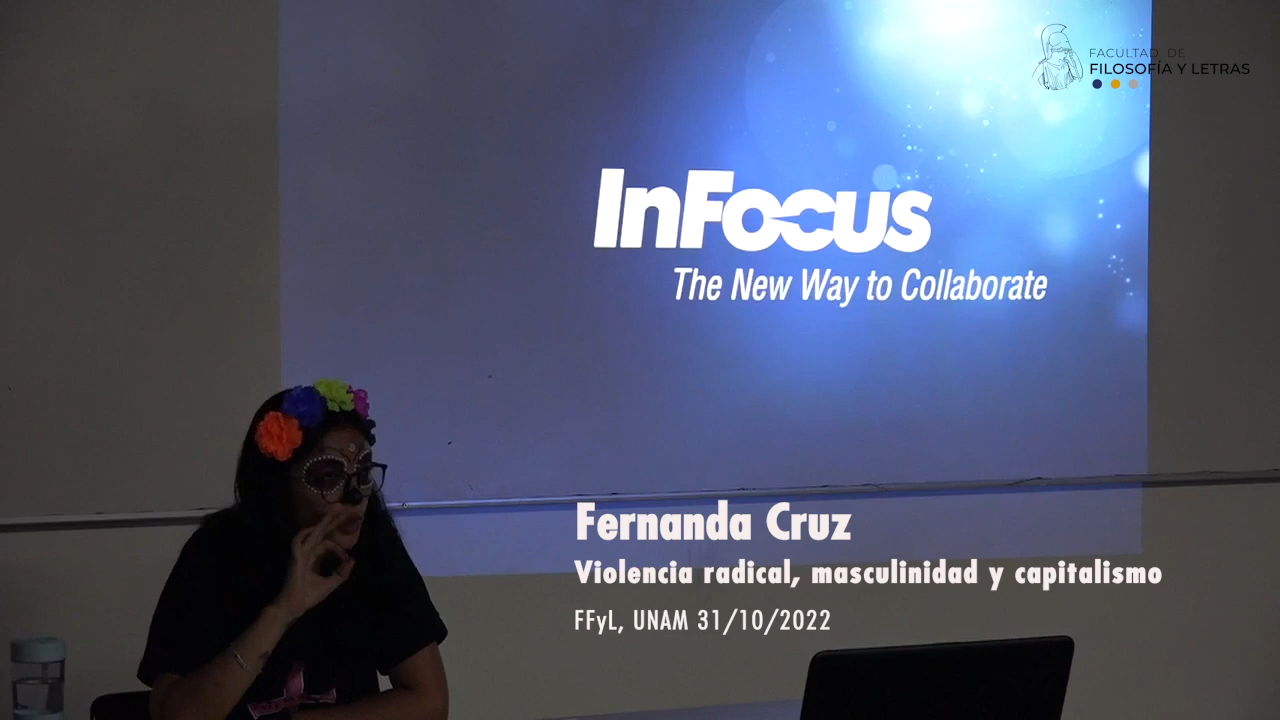 FACULTAD DE
FILOSOFÍA Y LETRAS
InFocus
The New Way to Collaborate
Fernanda Cruz
Violencia radical, masculinidad y capitalismo
FFyL, UNAM 31/10/2022